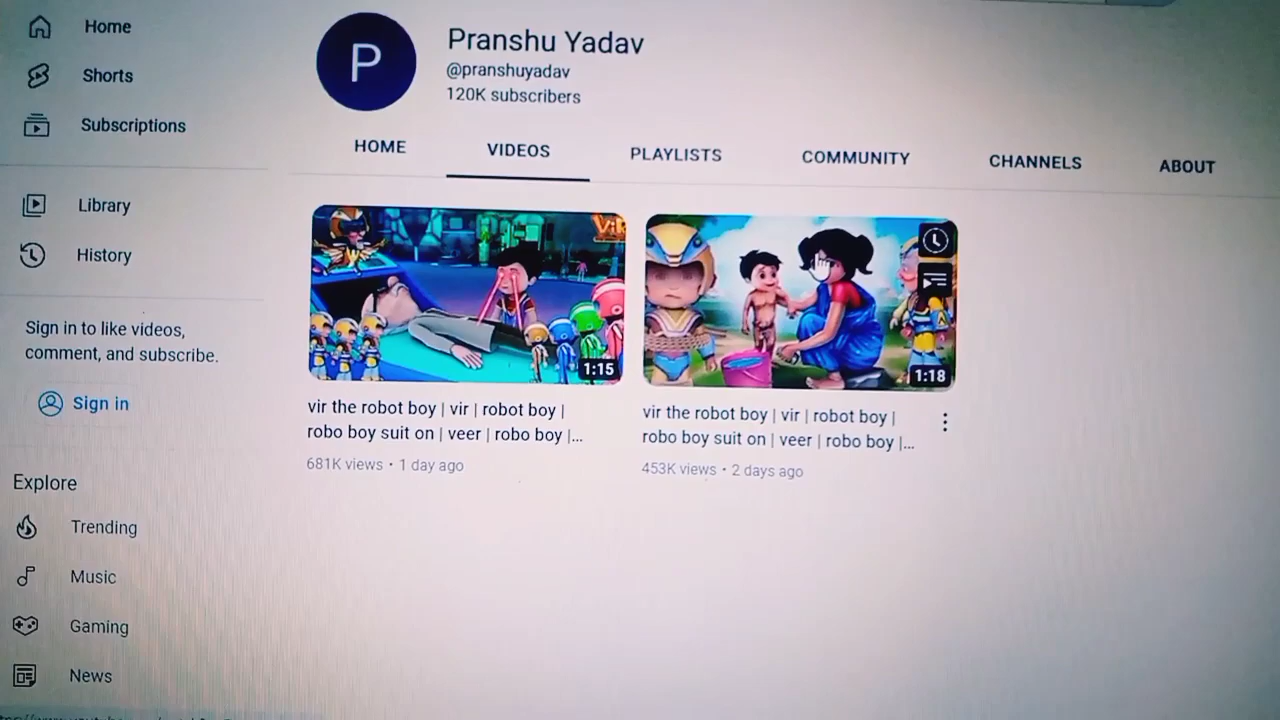 Home
Shorts
Subscriptions
Library
History
Sign in to like videos,
comment, and subscribe.
Sign in
Explore
Trending
Music
Gaming
News
P
Pranshu Yadav
@pranshuyadav
120K subscribers
HOME
VIDEOS
PLAYLISTS
COMMUNITY
CHANNELS
ABOUT
1:15
vir the robot boy | vir | robot boy |
robo boy suit on | veer | robo boy |...
681K views • 1 day ago
1:18
vir the robot boy | vir | robot boy |
robo boy suit on | veer | robo boy |...
453K views • 2 days ago